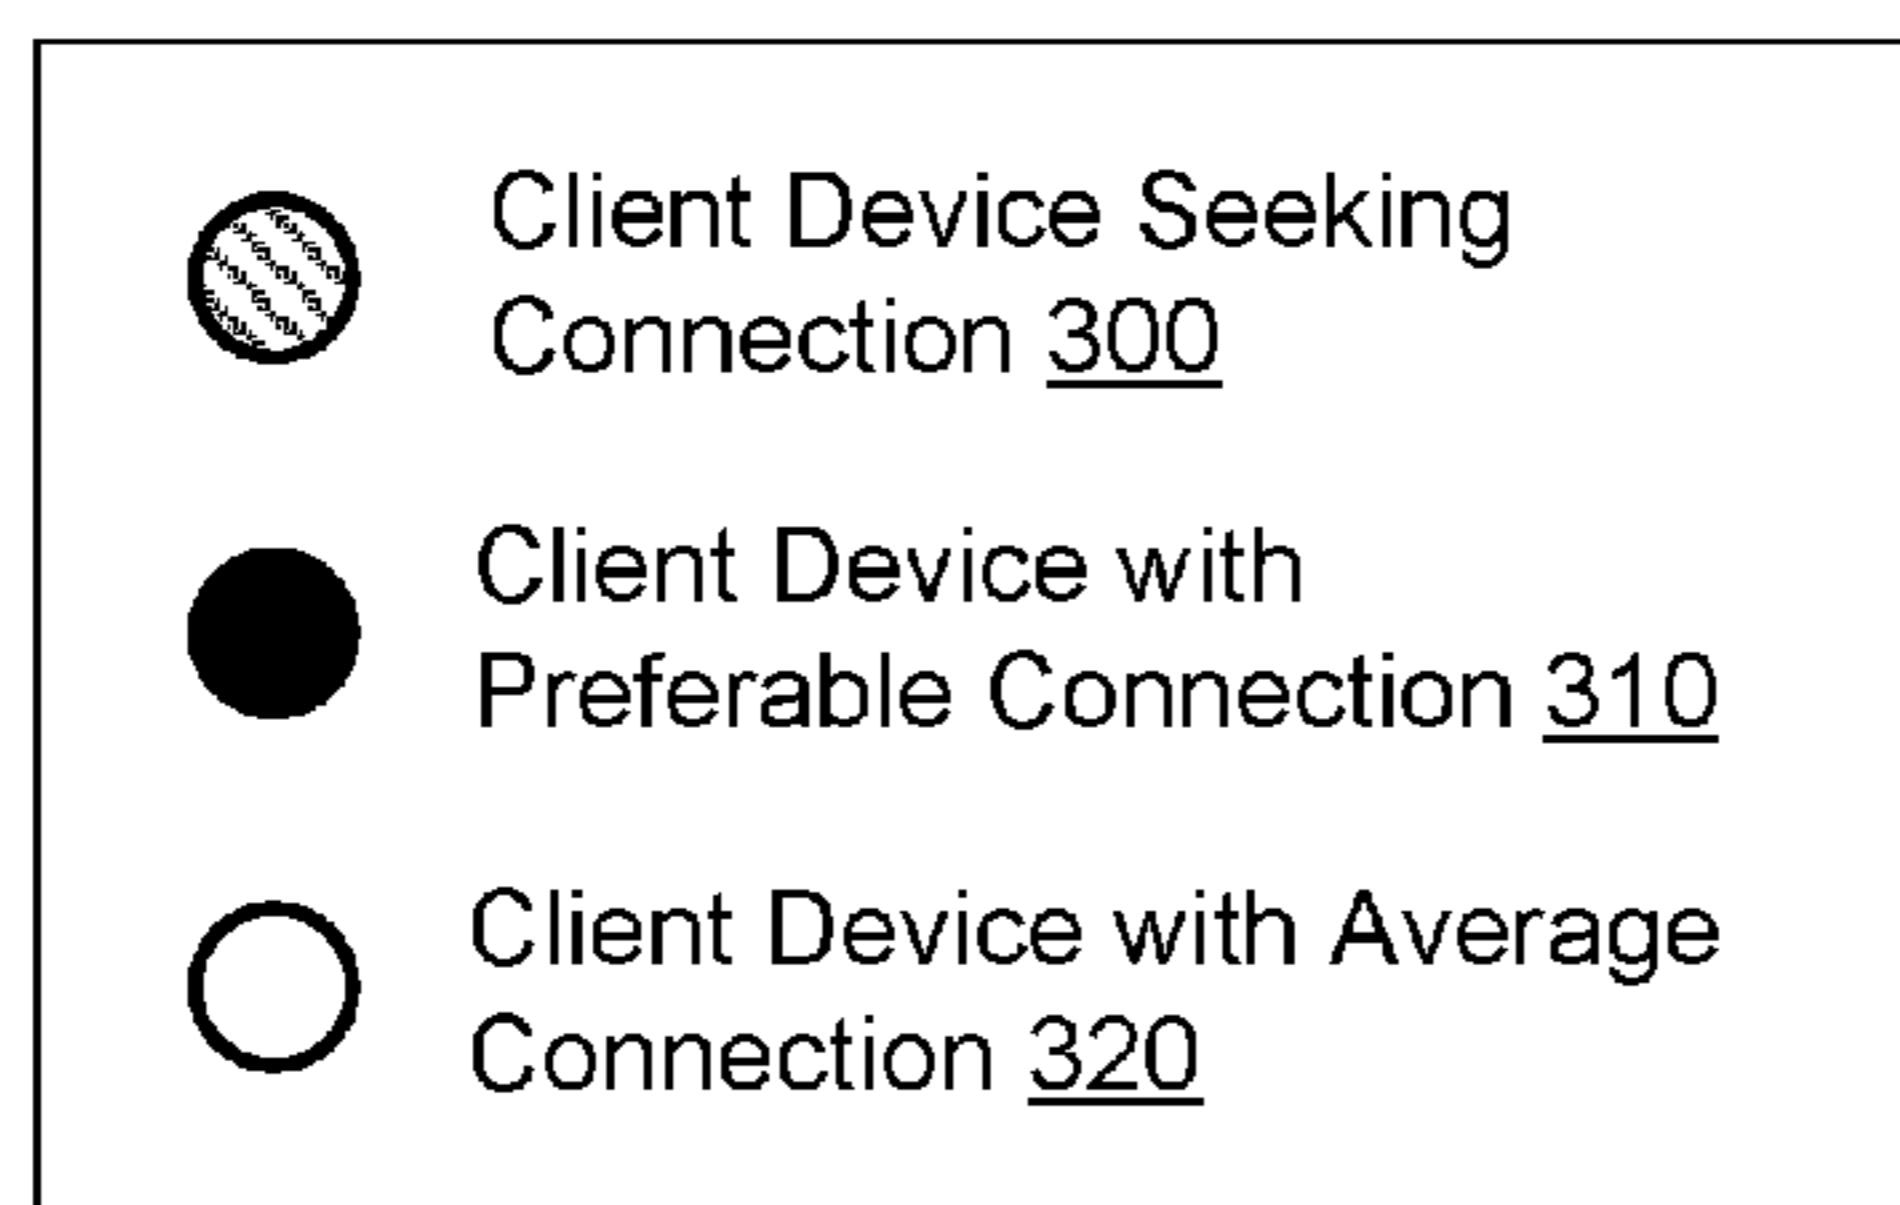 Client Device Seeking
Connection 300
Client Device with
Preferable Connection 310
Client Device with Average
Connection 320